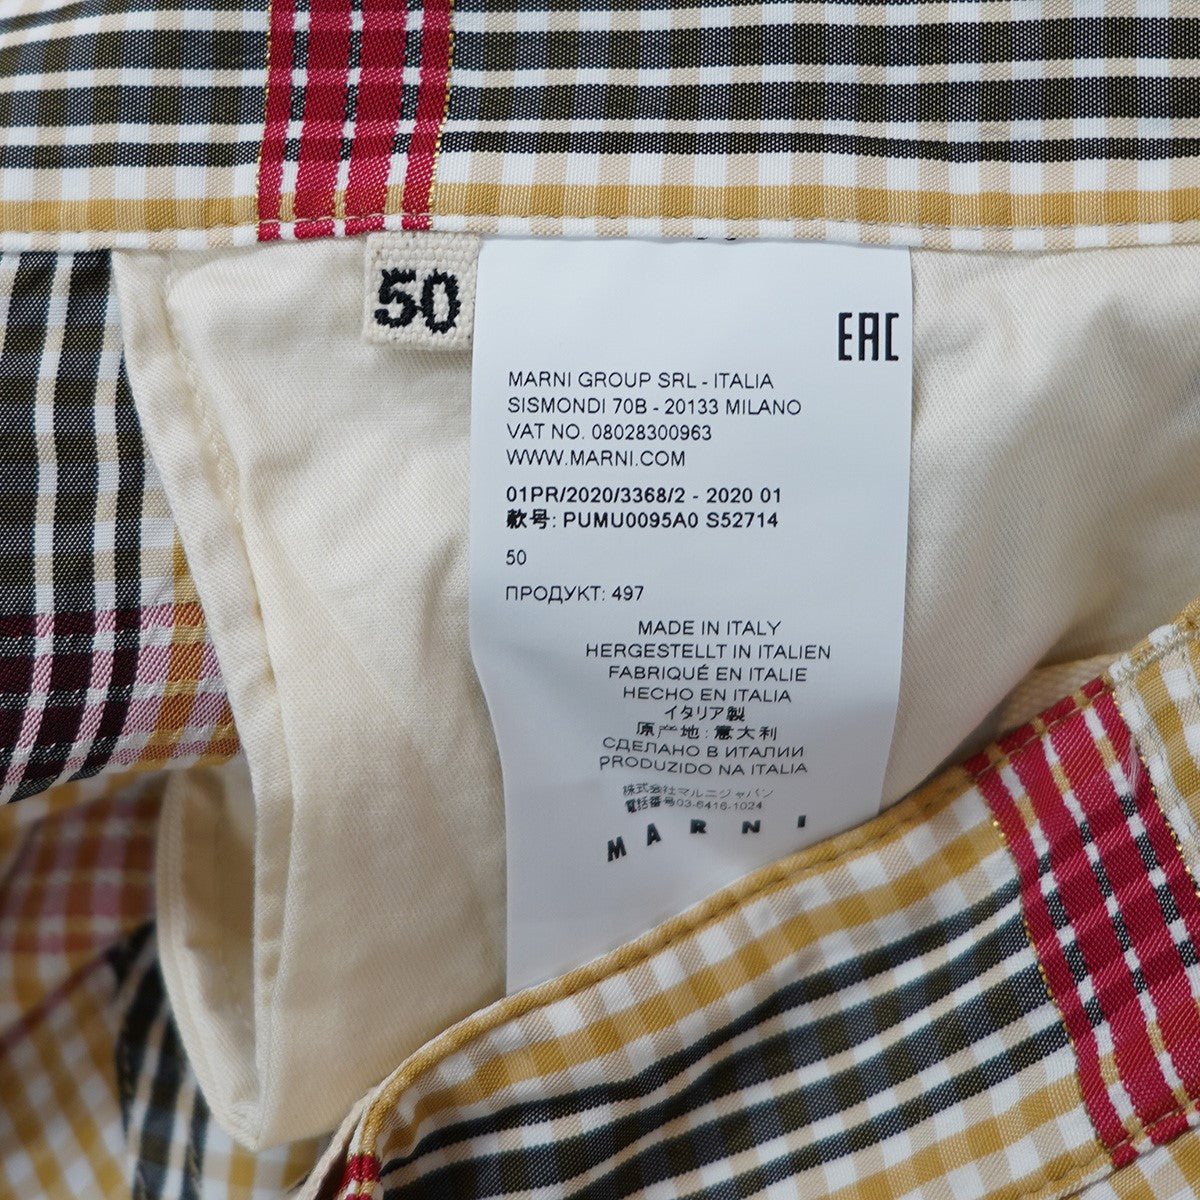 50
EAC
MARNI GROUP SRL - ITALIA
SISMONDI 70B - 20133 MILANO
VAT NO. 08028300963
WWW.MARNI.COM
01PR/2020/3368/2 - 2020 01
款号: PUMU0095A0 S52714
50
ПРОДУКТ: 497
MADE IN ITALY
HERGESTELLT IN ITALIEN
FABRIQUÉ EN ITALIE
HECHO EN ITALIA
イタリア製
原产地: 意大利
СДЕЛАНО В ИТАЛИИ
PRODUZIDO NA ITALIA
株式会社マルニジャパン
電話番号03-6416-1024
MARNI